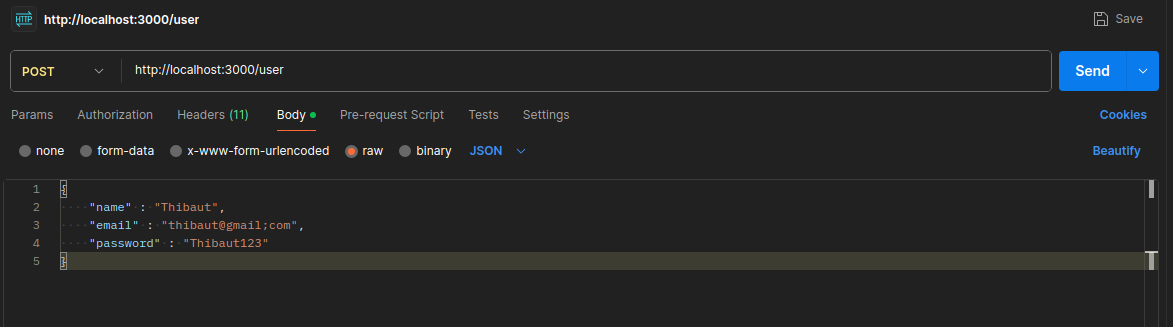 HTTP http://localhost:3000/user Save
POST http://localhost:3000/user Send
Params Authorization Headers (11) Body Pre-request Script Tests Settings Cookies
none form-data x-www-form-urlencoded raw binary JSON Beautify
1 {
2 "name" : "Thibaut",
3 "email" : "thibaut@gmail;com",
4 "password" : "Thibaut123"
5 }